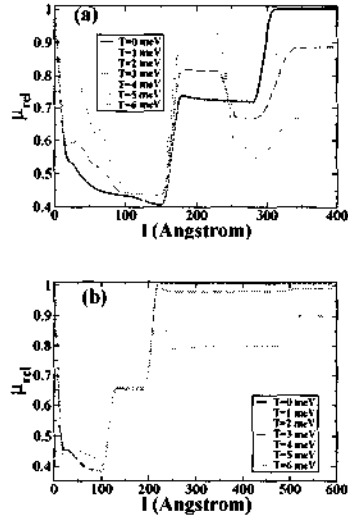 (a)
1
0.9
0.8
0.7
0.6
0.5
0.4
μrel
T=0 meV
T=1 meV
T=2 meV
T=3 meV
T=4 meV
T=5 meV
T=6 meV
0 100 200 300 400
l (Angstrom)
(b)
1
0.9
0.8
0.7
0.6
0.5
0.4
μrel
T=0 meV
T=1 meV
T=2 meV
T=3 meV
T=4 meV
T=5 meV
T=6 meV
0 100 200 300 400 500 600
l (Angstrom)